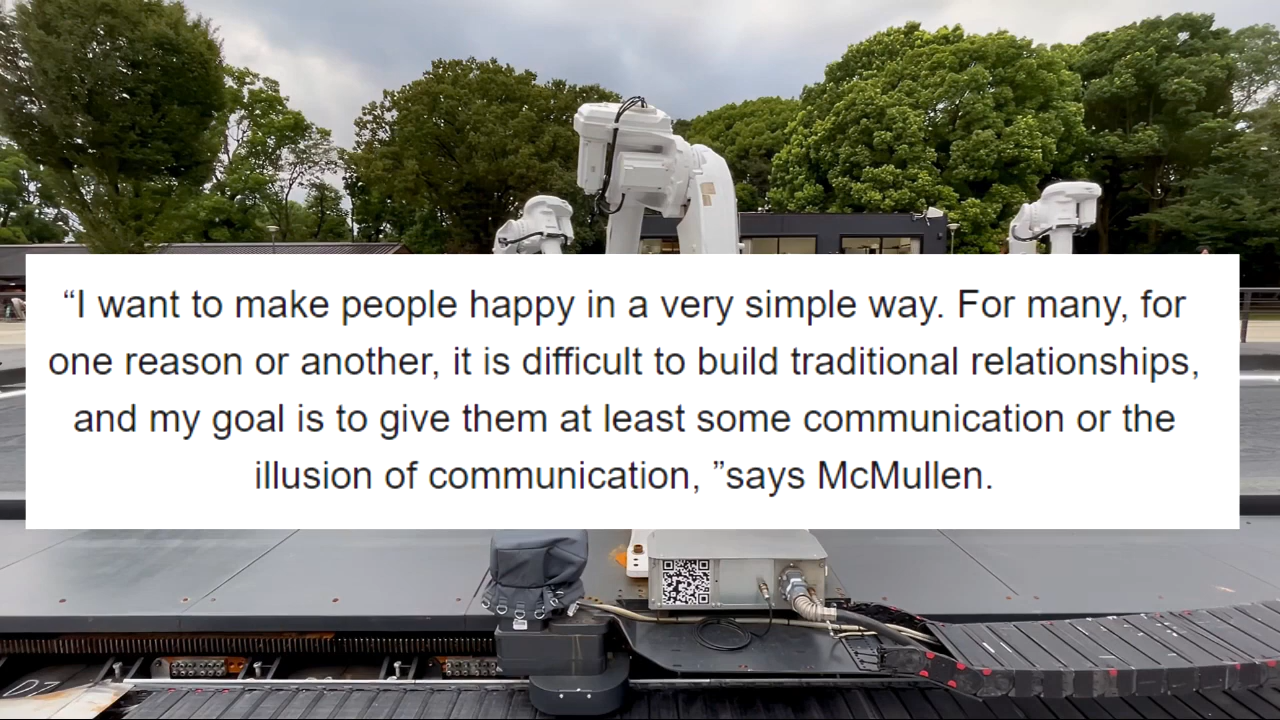 “I want to make people happy in a very simple way. For many, for
one reason or another, it is difficult to build traditional relationships,
and my goal is to give them at least some communication or the
illusion of communication, ”says McMullen.
D7